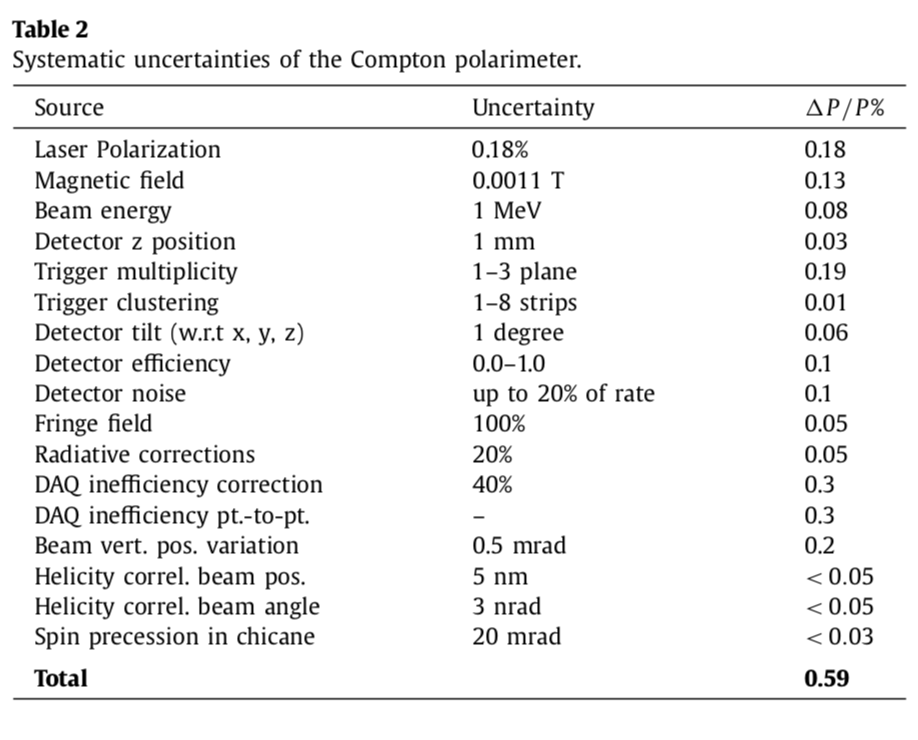 Table 2
Systematic uncertainties of the Compton polarimeter.
Source Uncertainty ΔP/P%
Laser Polarization 0.18% 0.18
Magnetic field 0.0011 T 0.13
Beam energy 1 MeV 0.08
Detector z position 1 mm 0.03
Trigger multiplicity 1–3 plane 0.19
Trigger clustering 1–8 strips 0.01
Detector tilt (w.r.t x, y, z) 1 degree 0.06
Detector efficiency 0.0–1.0 0.1
Detector noise up to 20% of rate 0.1
Fringe field 100% 0.05
Radiative corrections 20% 0.05
DAQ inefficiency correction 40% 0.3
DAQ inefficiency pt.-to-pt. – 0.3
Beam vert. pos. variation 0.5 mrad 0.2
Helicity correl. beam pos. 5 nm < 0.05
Helicity correl. beam angle 3 nrad < 0.05
Spin precession in chicane 20 mrad < 0.03
Total 0.59